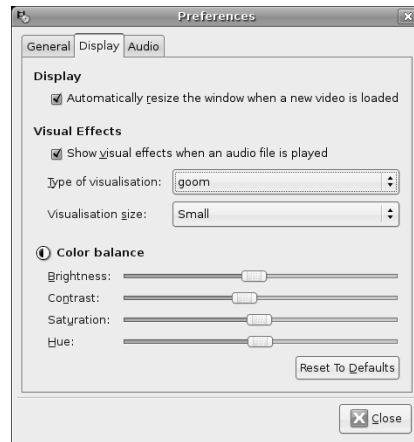 Preferences
General Display Audio
Display
Automatically resize the window when a new video is loaded
Visual Effects
Show visual effects when an audio file is played
Type of visualisation: goom
Visualisation size: Small
Color balance
Brightness:
Contrast:
Saturation:
Hue:
Reset To Defaults
Close